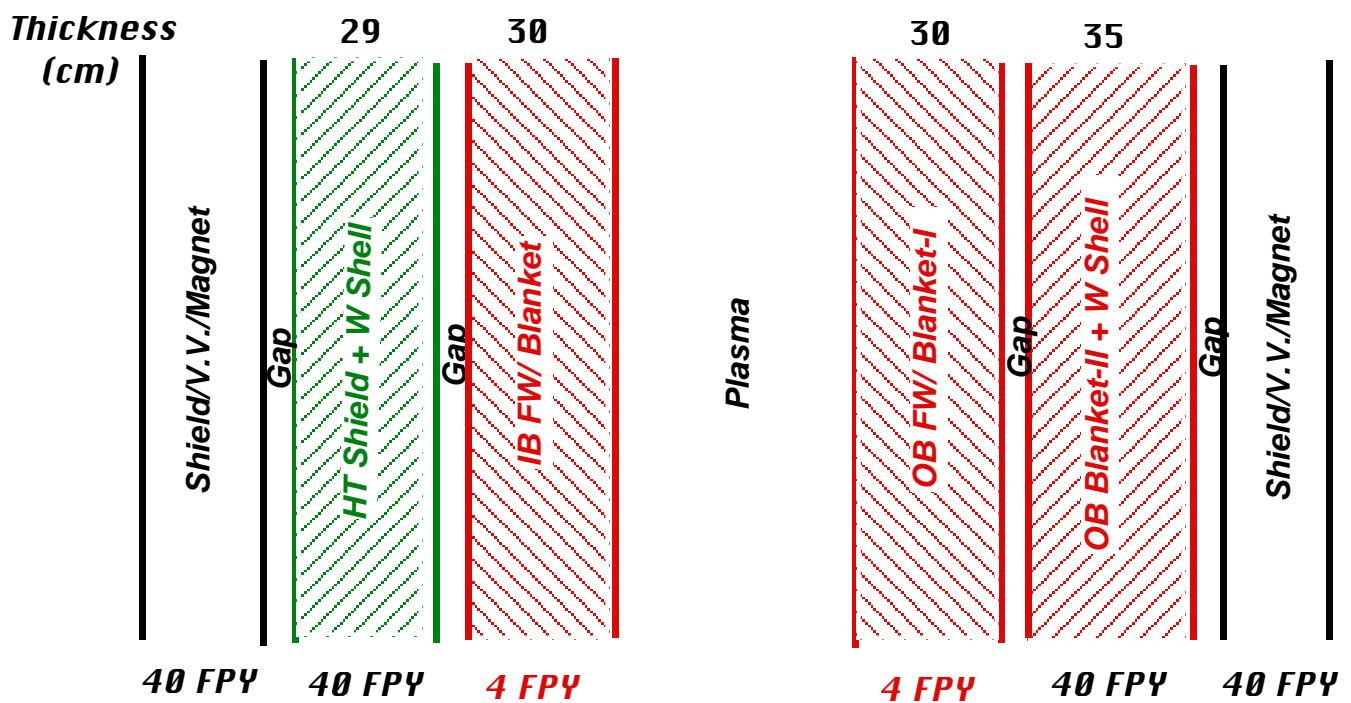 Thickness
(cm)
29
30
30
35
Shield/V.V./Magnet
Gap
HT Shield + W Shell
Gap
IB FW/ Blanket
Plasma
OB FW/ Blanket-I
Gap
OB Blanket-II + W Shell
Gap
Shield/V.V./Magnet
40 FPY
40 FPY
4 FPY
4 FPY
40 FPY
40 FPY